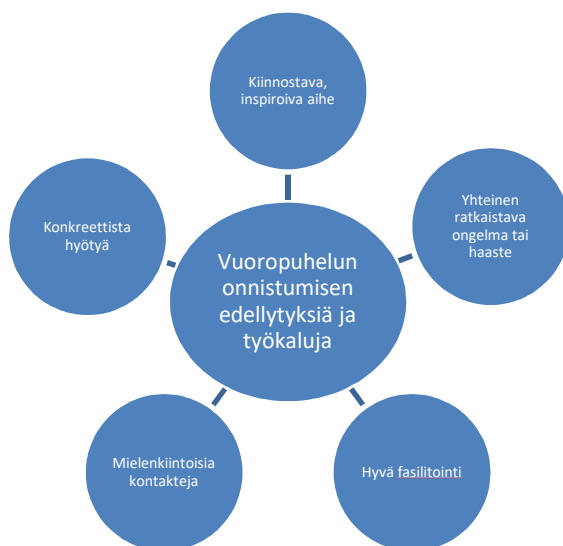 Kiinnostava,
inspiroiva aihe
Yhteinen
ratkaistava
ongelma tai
haaste
Konkreettista
hyötyä
Vuoropuhelun
onnistumisen
edellytyksiä ja
työkaluja
Mielenkiintoisia
kontakteja
Hyvä fasilitointi